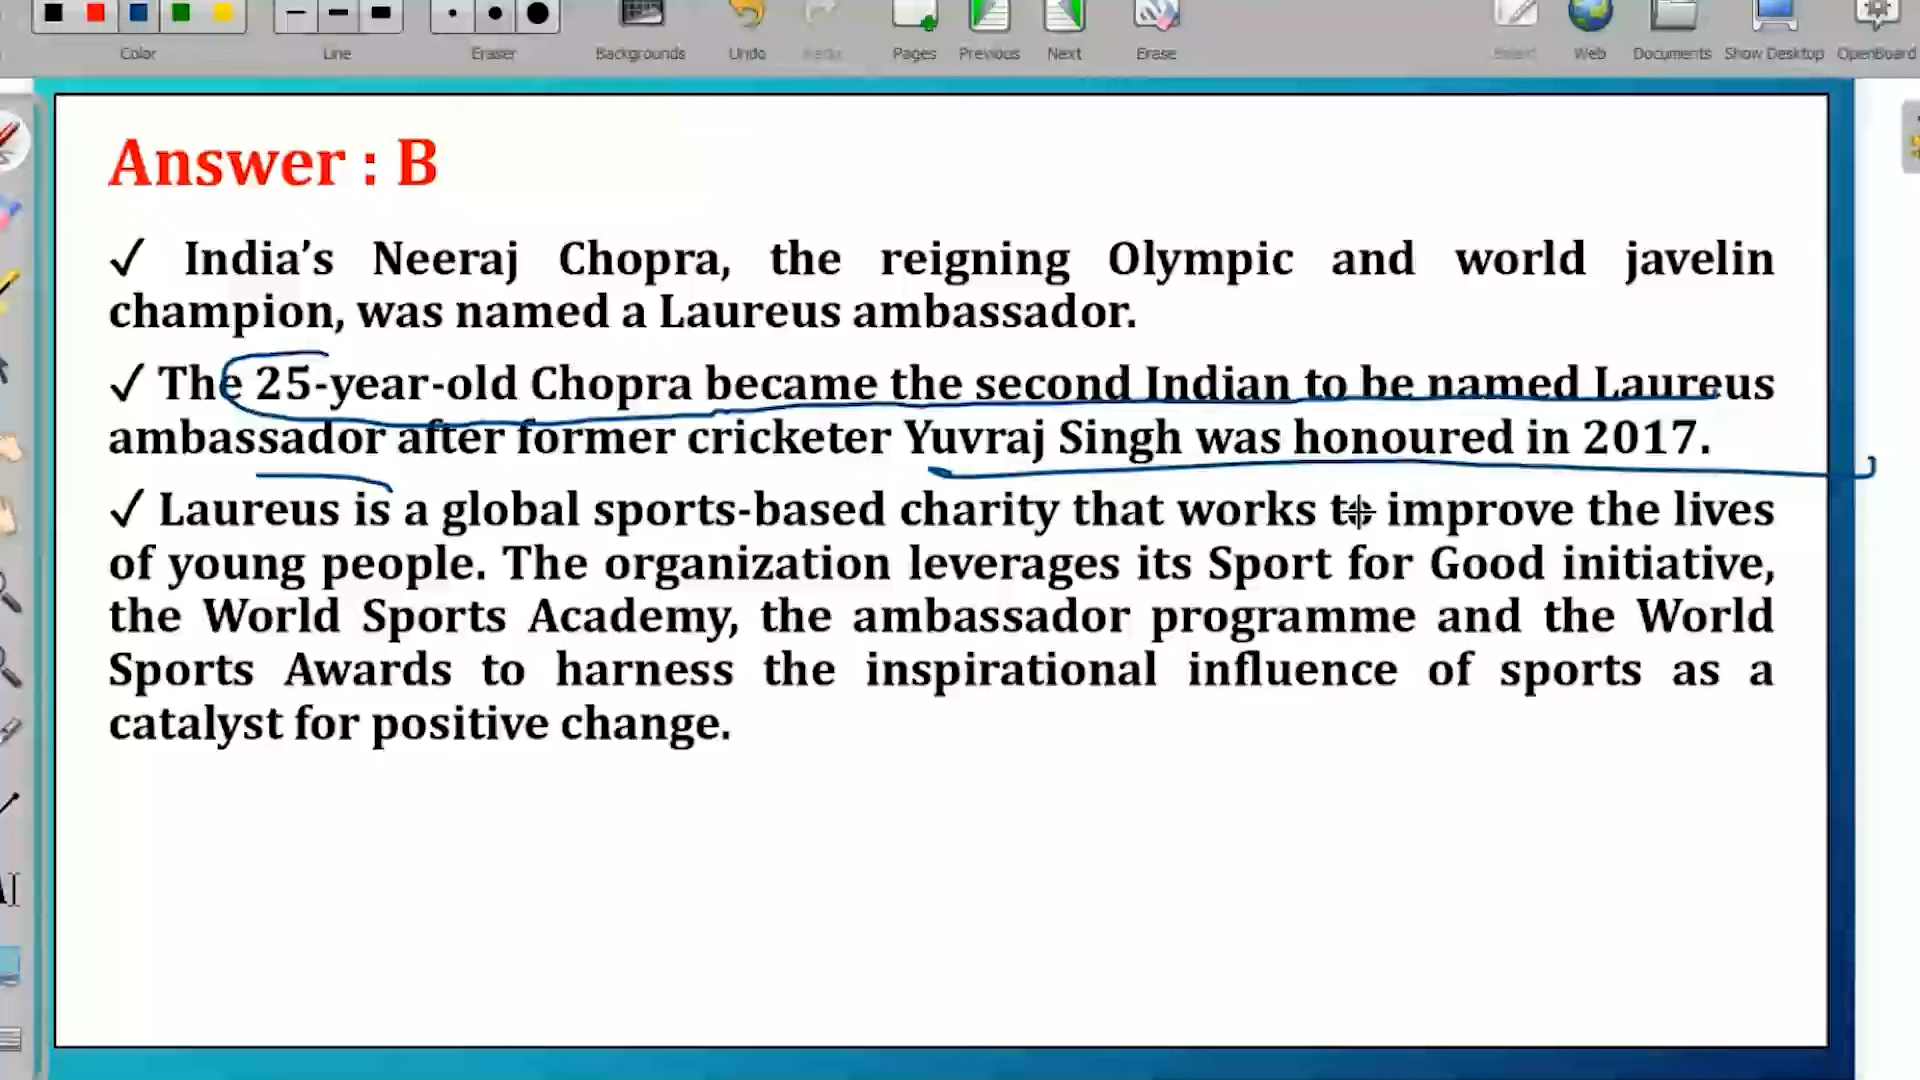 Color Line Eraser Backgrounds Undo Redo Pages Previous Next Erase Board Web Documents Show Desktop OpenBoard
Answer : B
✓ India’s Neeraj Chopra, the reigning Olympic and world javelin
champion, was named a Laureus ambassador.
✓ The 25-year-old Chopra became the second Indian to be named Laureus
ambassador after former cricketer Yuvraj Singh was honoured in 2017.
✓ Laureus is a global sports-based charity that works to improve the lives
of young people. The organization leverages its Sport for Good initiative,
the World Sports Academy, the ambassador programme and the World
Sports Awards to harness the inspirational influence of sports as a
catalyst for positive change.